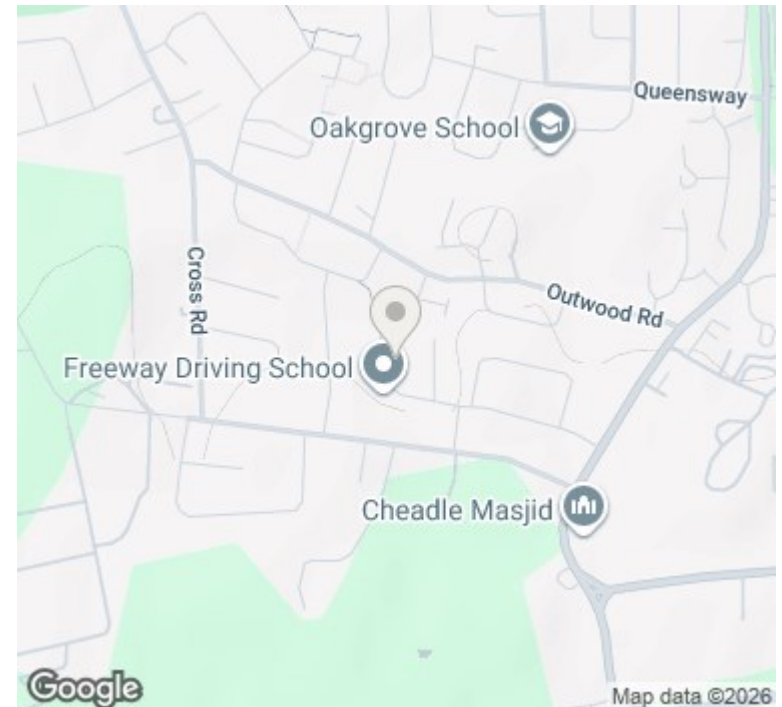 Queensway
Oakgrove School
Cross Rd
Outwood Rd
Freeway Driving School
Cheadle Masjid
Google
Map data ©2026